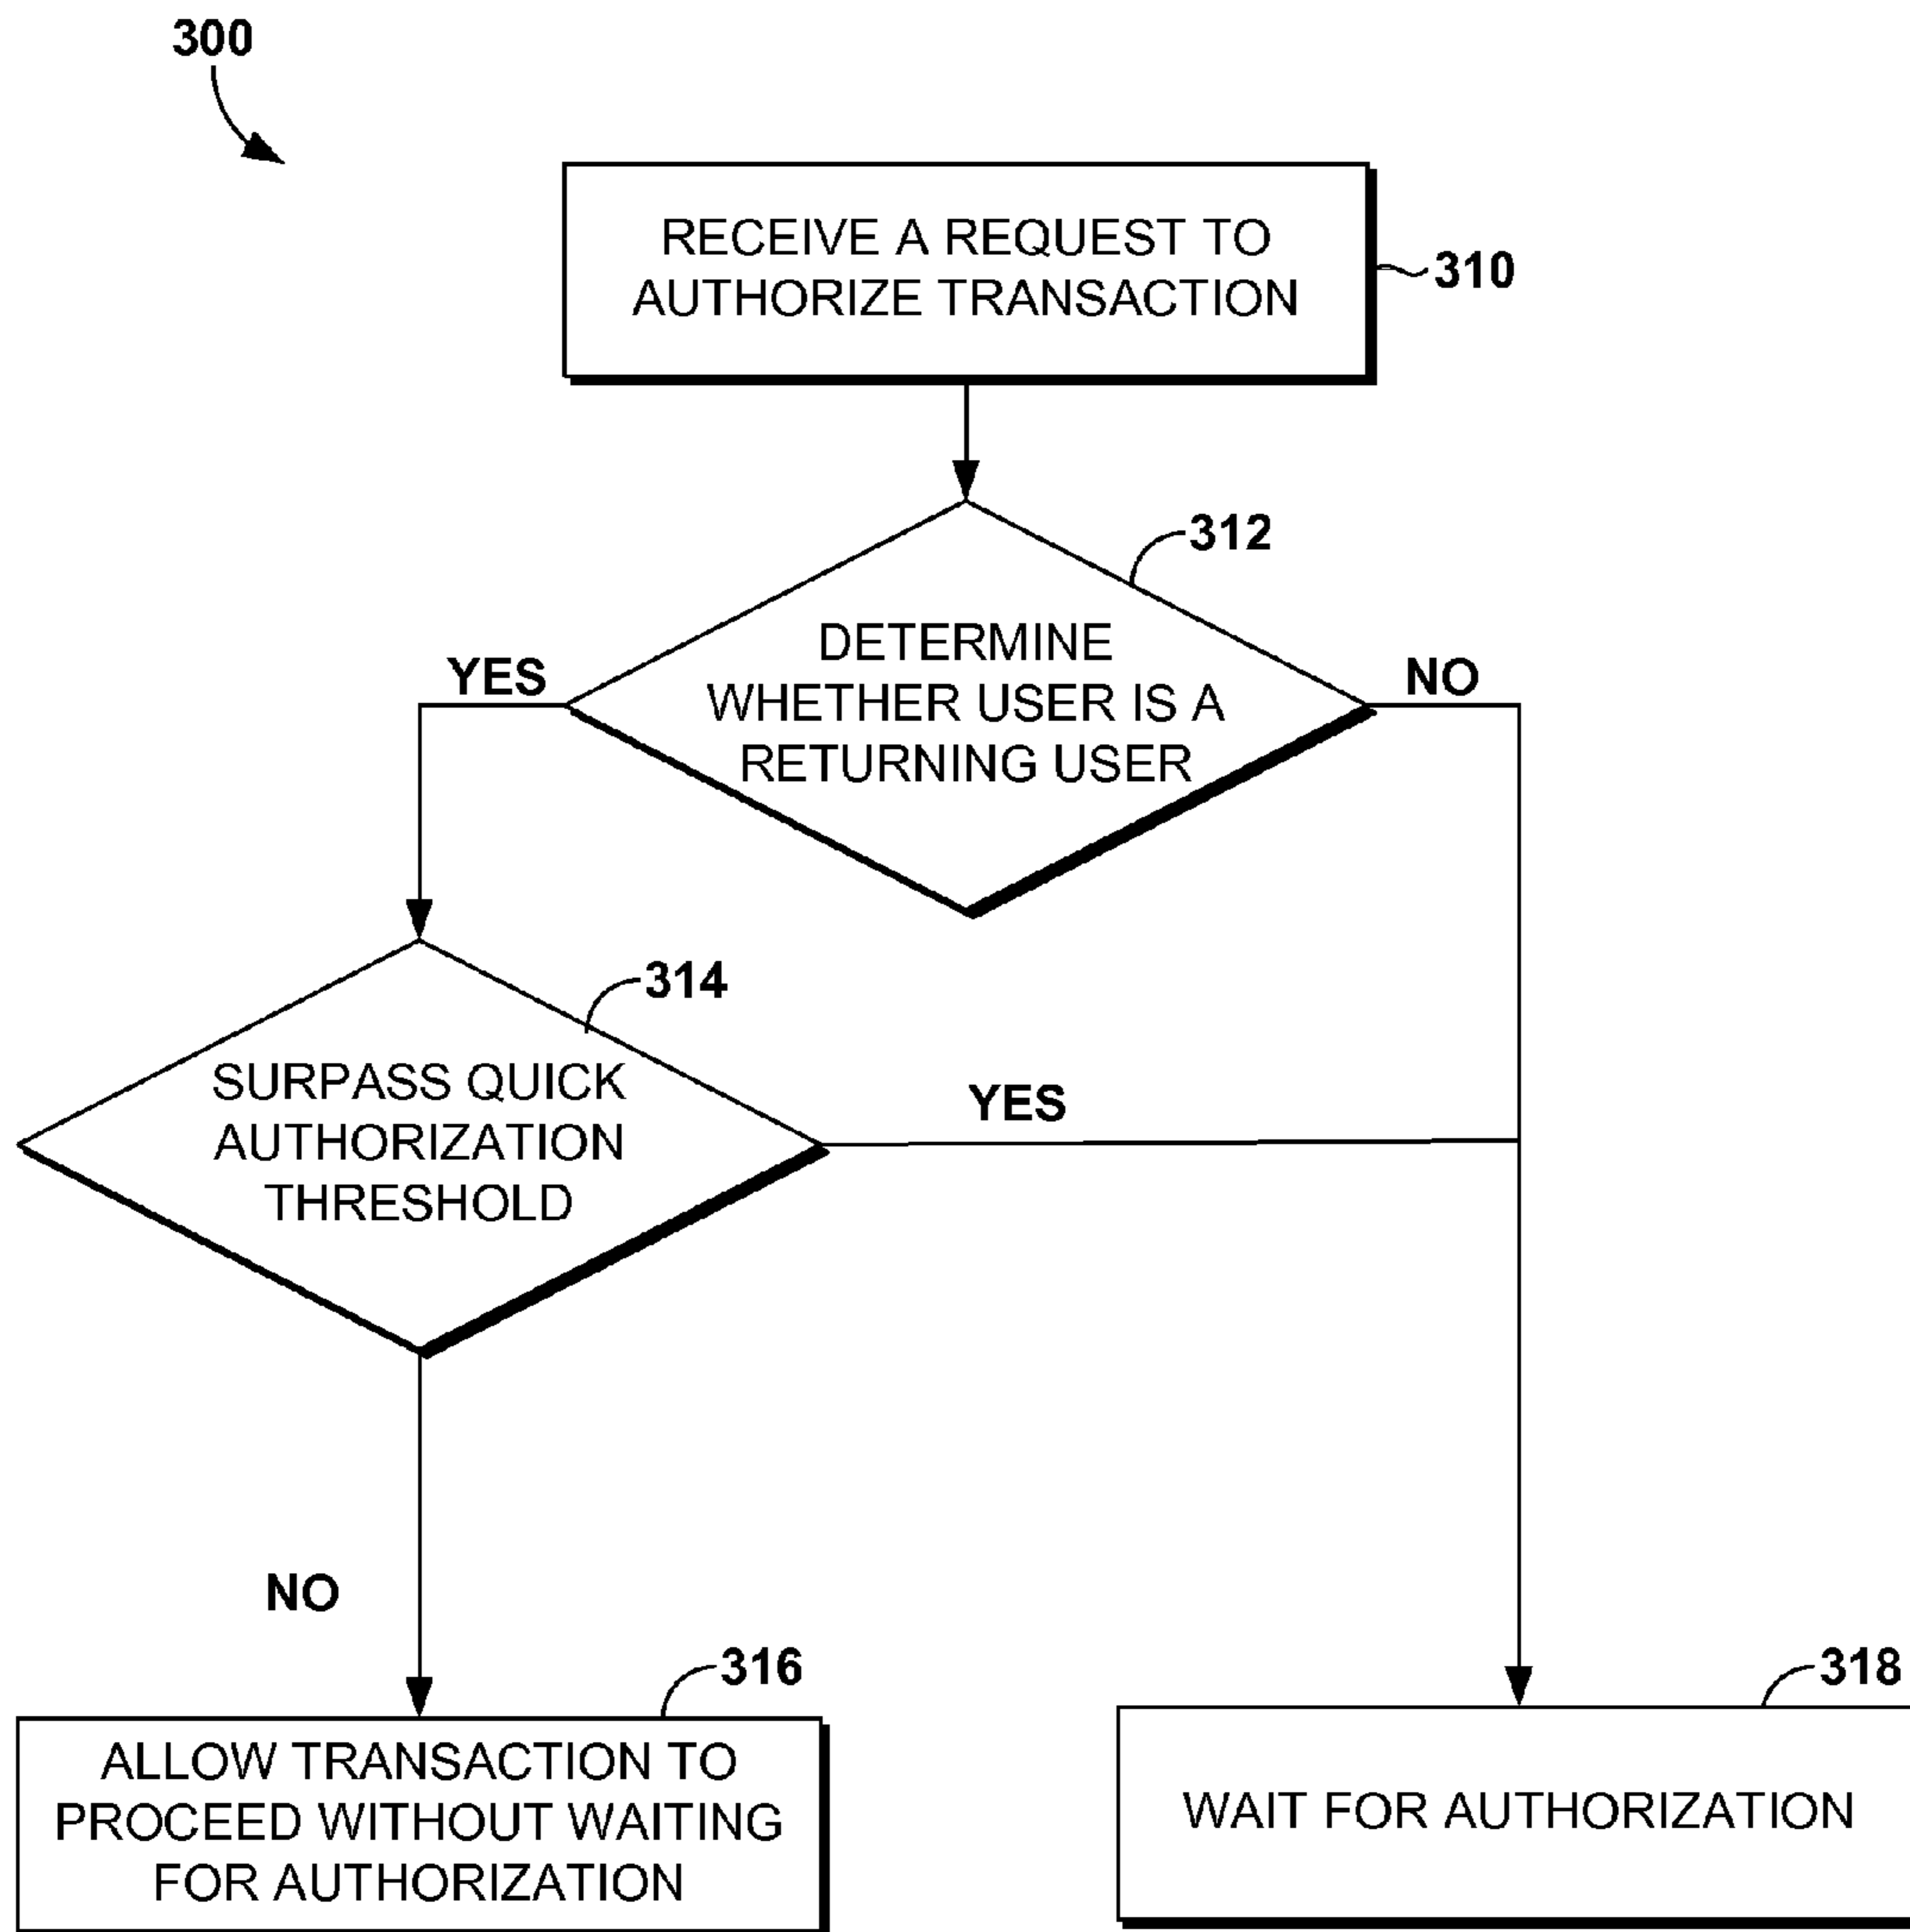 300
RECEIVE A REQUEST TO
AUTHORIZE TRANSACTION
310
312
DETERMINE
WHETHER USER IS A
RETURNING USER
YES
NO
314
SURPASS QUICK
AUTHORIZATION
THRESHOLD
YES
NO
316
ALLOW TRANSACTION TO
PROCEED WITHOUT WAITING
FOR AUTHORIZATION
318
WAIT FOR AUTHORIZATION